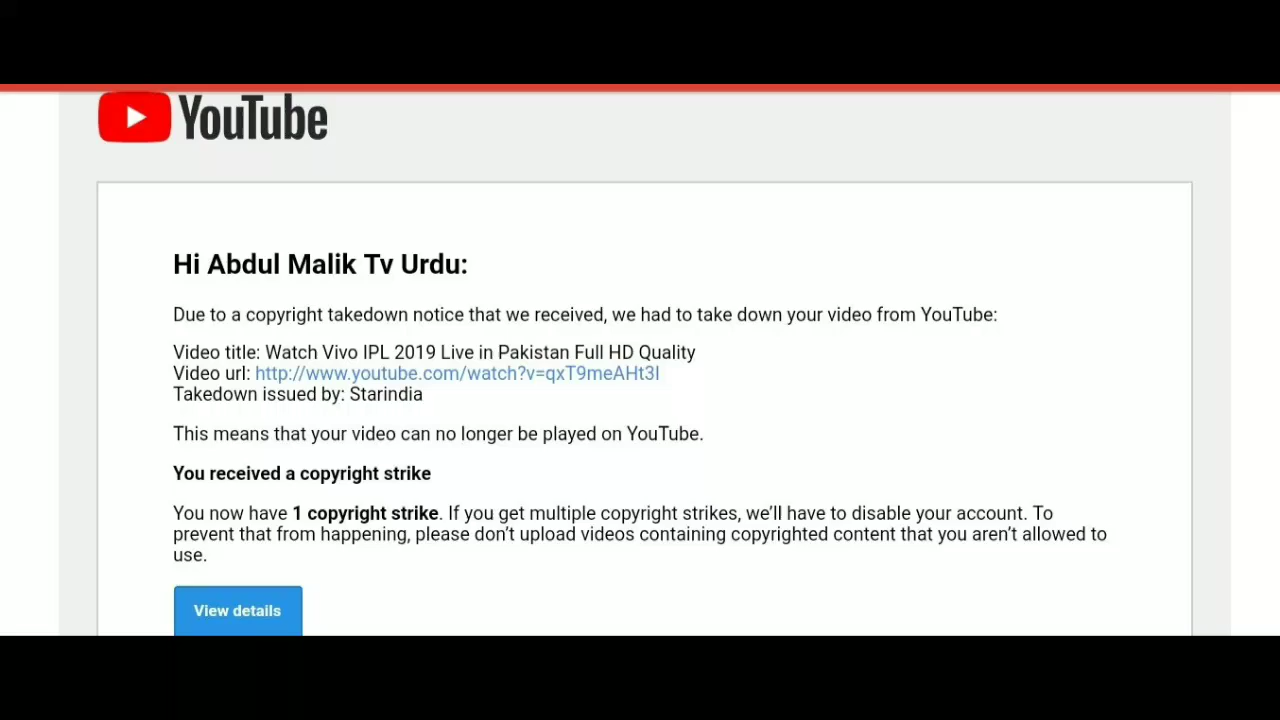 YouTube
Hi Abdul Malik Tv Urdu:
Due to a copyright takedown notice that we received, we had to take down your video from YouTube:
Video title: Watch Vivo IPL 2019 Live in Pakistan Full HD Quality
Video url: http://www.youtube.com/watch?v=qxT9meAHt3I
Takedown issued by: Starindia
This means that your video can no longer be played on YouTube.
You received a copyright strike
You now have 1 copyright strike. If you get multiple copyright strikes, we’ll have to disable your account. To
prevent that from happening, please don’t upload videos containing copyrighted content that you aren’t allowed to
use.
View details